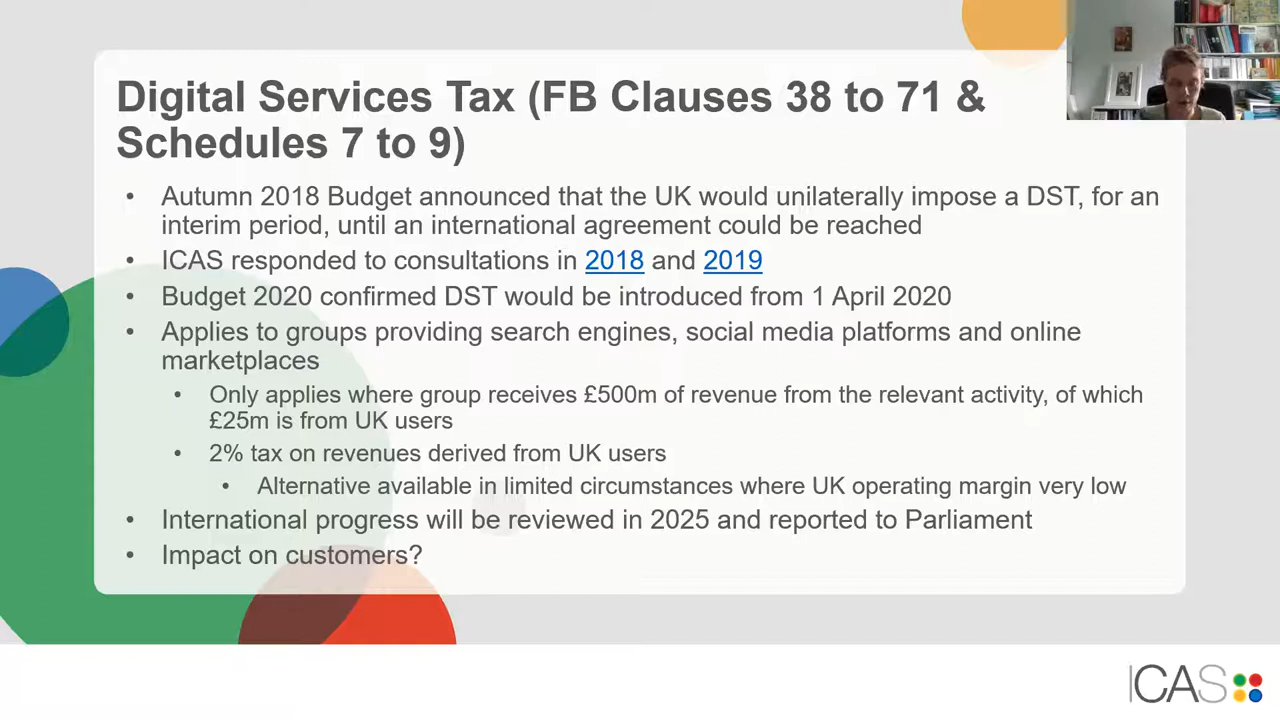 Digital Services Tax (FB Clauses 38 to 71 &
Schedules 7 to 9)
• Autumn 2018 Budget announced that the UK would unilaterally impose a DST, for an
interim period, until an international agreement could be reached
• ICAS responded to consultations in 2018 and 2019
• Budget 2020 confirmed DST would be introduced from 1 April 2020
• Applies to groups providing search engines, social media platforms and online
marketplaces
• Only applies where group receives £500m of revenue from the relevant activity, of which
£25m is from UK users
• 2% tax on revenues derived from UK users
• Alternative available in limited circumstances where UK operating margin very low
• International progress will be reviewed in 2025 and reported to Parliament
• Impact on customers?
ICAS